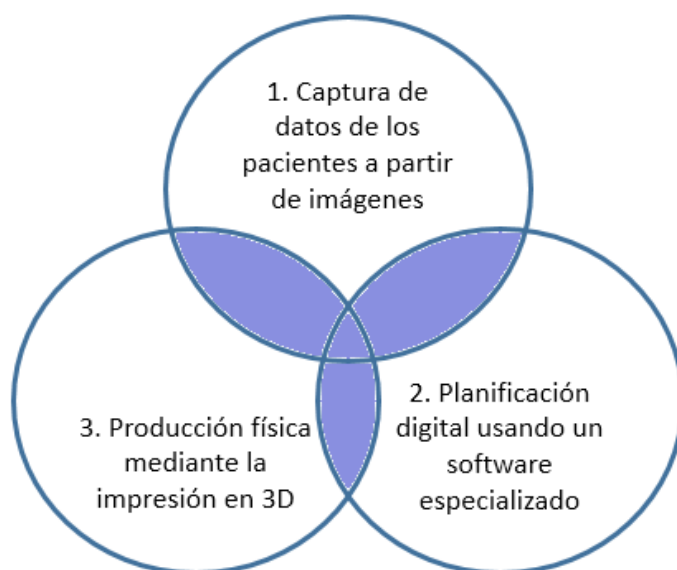 1. Captura de
datos de los
pacientes a partir
de imágenes
2. Planificación
digital usando un
software
especializado
3. Producción física
mediante la
impresión en 3D